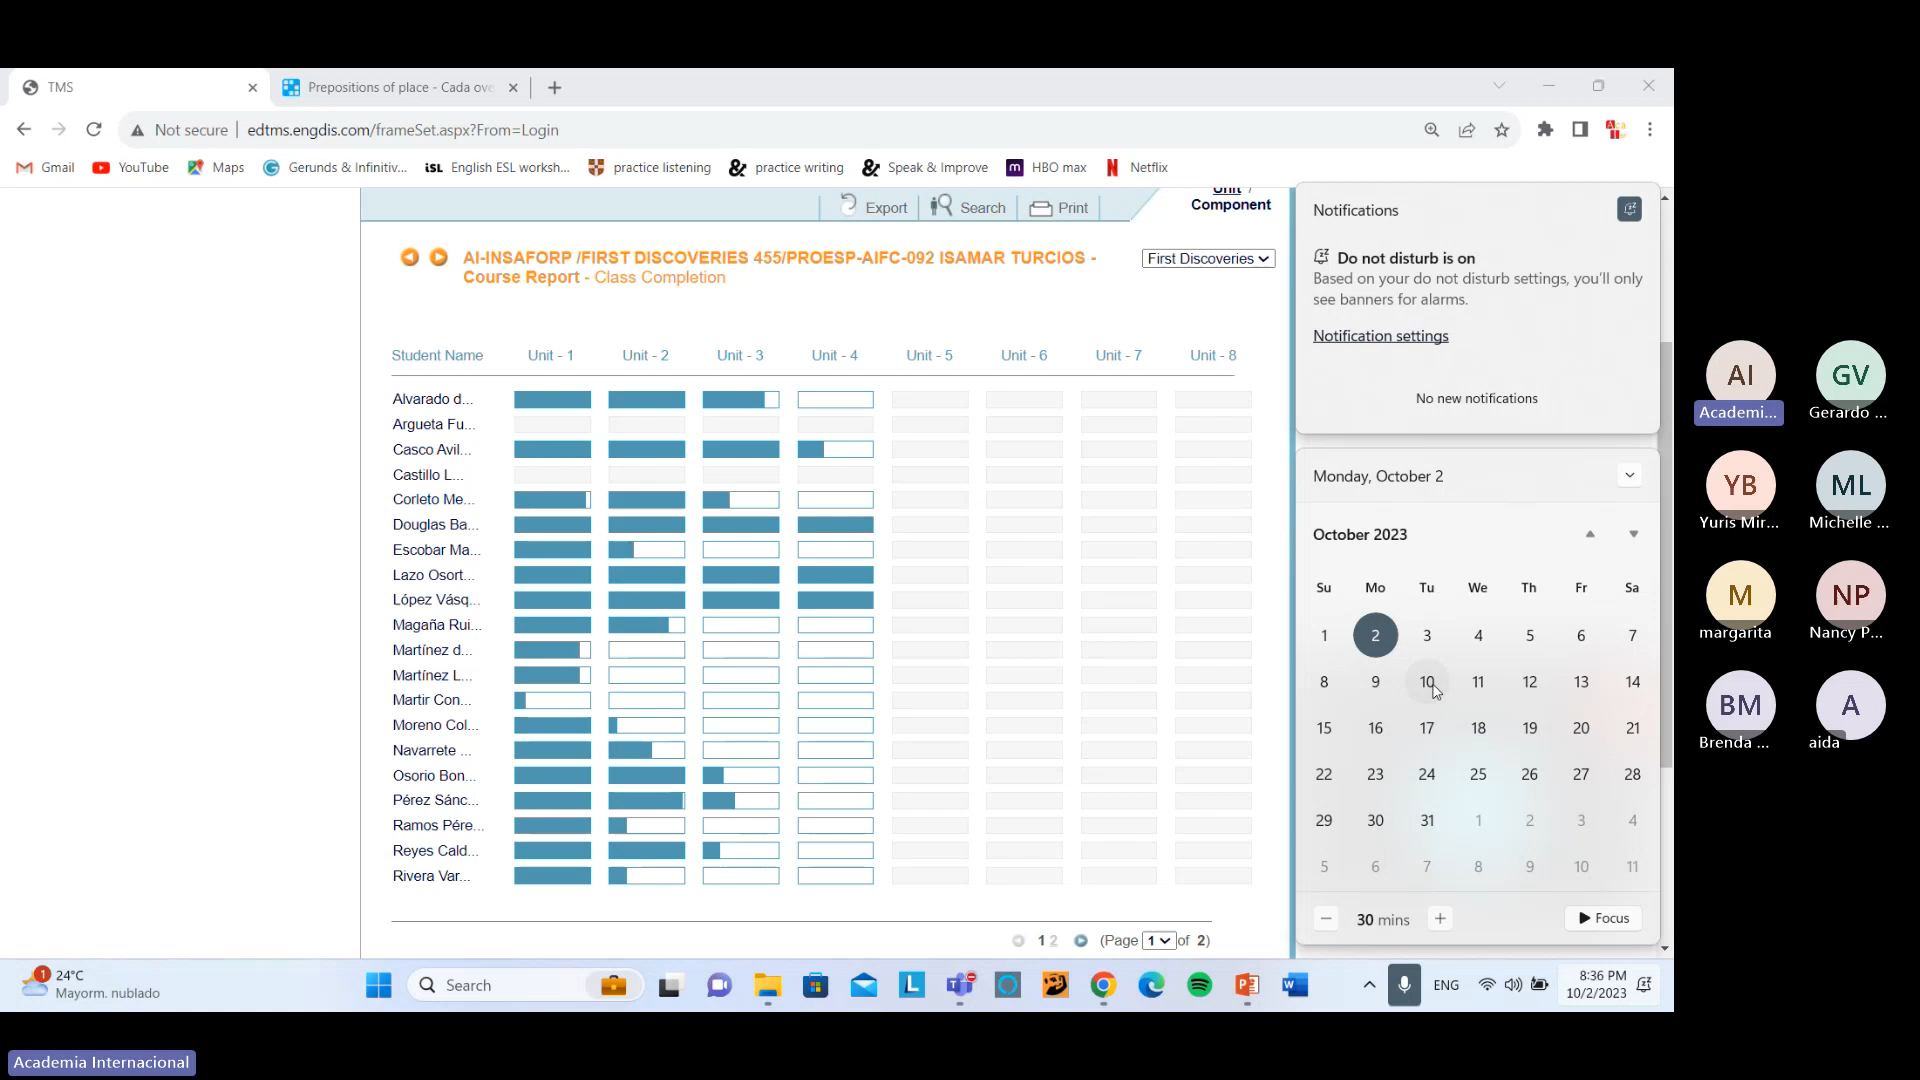 TMS
Prepositions of place - Cada ove
Not secure
edtms.engdis.com/frameSet.aspx?From=Login
Gmail
YouTube
Maps
Gerunds & Infinitiv...
iSL English ESL worksh...
practice listening
practice writing
Speak & Improve
HBO max
Netflix
Export
Search
Print
Unit /
Component
AI-INSAFORP /FIRST DISCOVERIES 455/PROESP-AIFC-092 ISAMAR TURCIOS -
Course Report - Class Completion
First Discoveries
Student Name Unit - 1 Unit - 2 Unit - 3 Unit - 4 Unit - 5 Unit - 6 Unit - 7 Unit - 8
Alvarado d...
Argueta Fu...
Casco Avil...
Castillo L...
Corleto Me...
Douglas Ba...
Escobar Ma...
Lazo Osort...
López Vásq...
Magaña Rui...
Martínez d...
Martínez L...
Martir Con...
Moreno Col...
Navarrete ...
Osorio Bon...
Pérez Sánc...
Ramos Pére...
Reyes Cald...
Rivera Var...
1 2 (Page 1 of 2)
Notifications
Do not disturb is on
Based on your do not disturb settings, you'll only
see banners for alarms.
Notification settings
No new notifications
Monday, October 2
October 2023
Su Mo Tu We Th Fr Sa
1 2 3 4 5 6 7
8 9 10 11 12 13 14
15 16 17 18 19 20 21
22 23 24 25 26 27 28
29 30 31 1 2 3 4
5 6 7 8 9 10 11
30 mins
Focus
AI
Academi...
GV
Gerardo ...
YB
Yuris Mir...
ML
Michelle ...
M
margarita
NP
Nancy P...
BM
Brenda ...
A
aida
1
24°C
Mayorm. nublado
Search
ENG
8:36 PM
10/2/2023
Academia Internacional